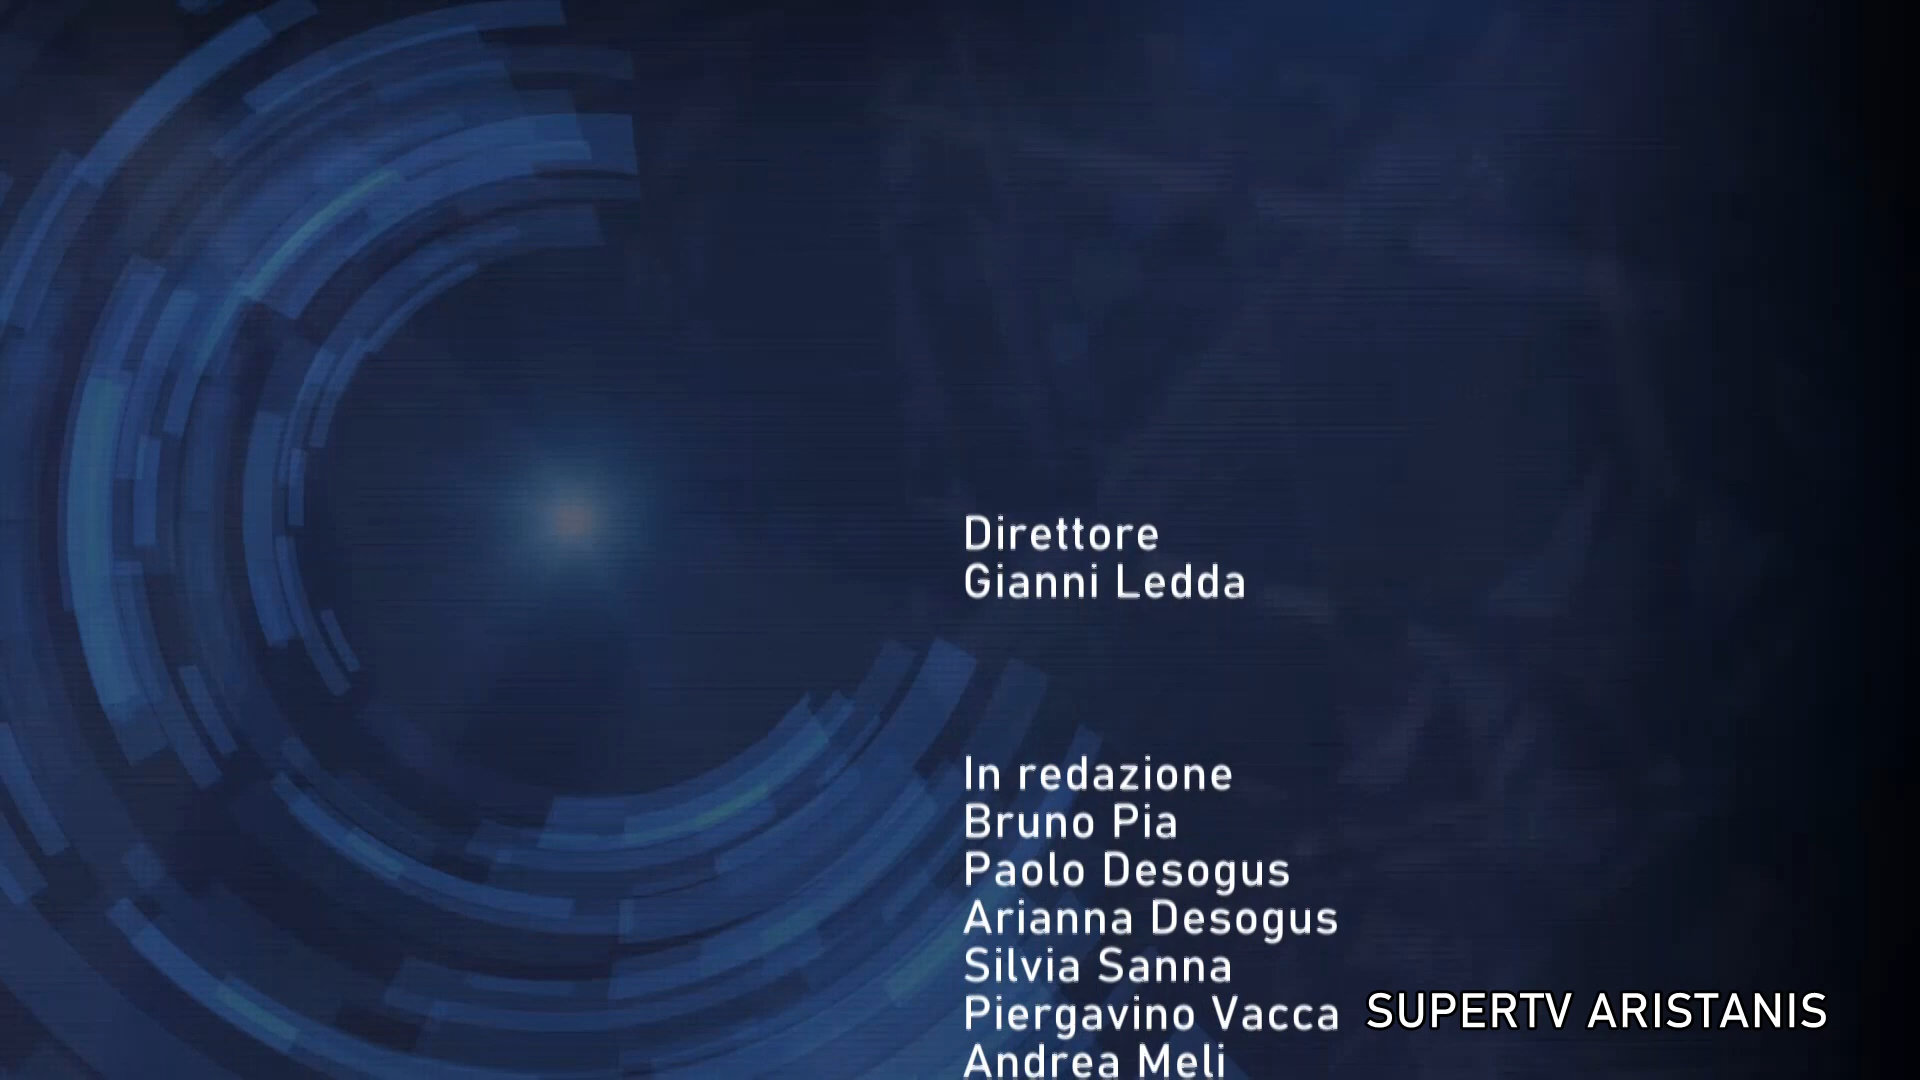 Direttore
Gianni Ledda
In redazione
Bruno Pia
Paolo Desogus
Arianna Desogus
Silvia Sanna
Piergavino Vacca
SUPERTV ARISTANIS
Andrea Meli